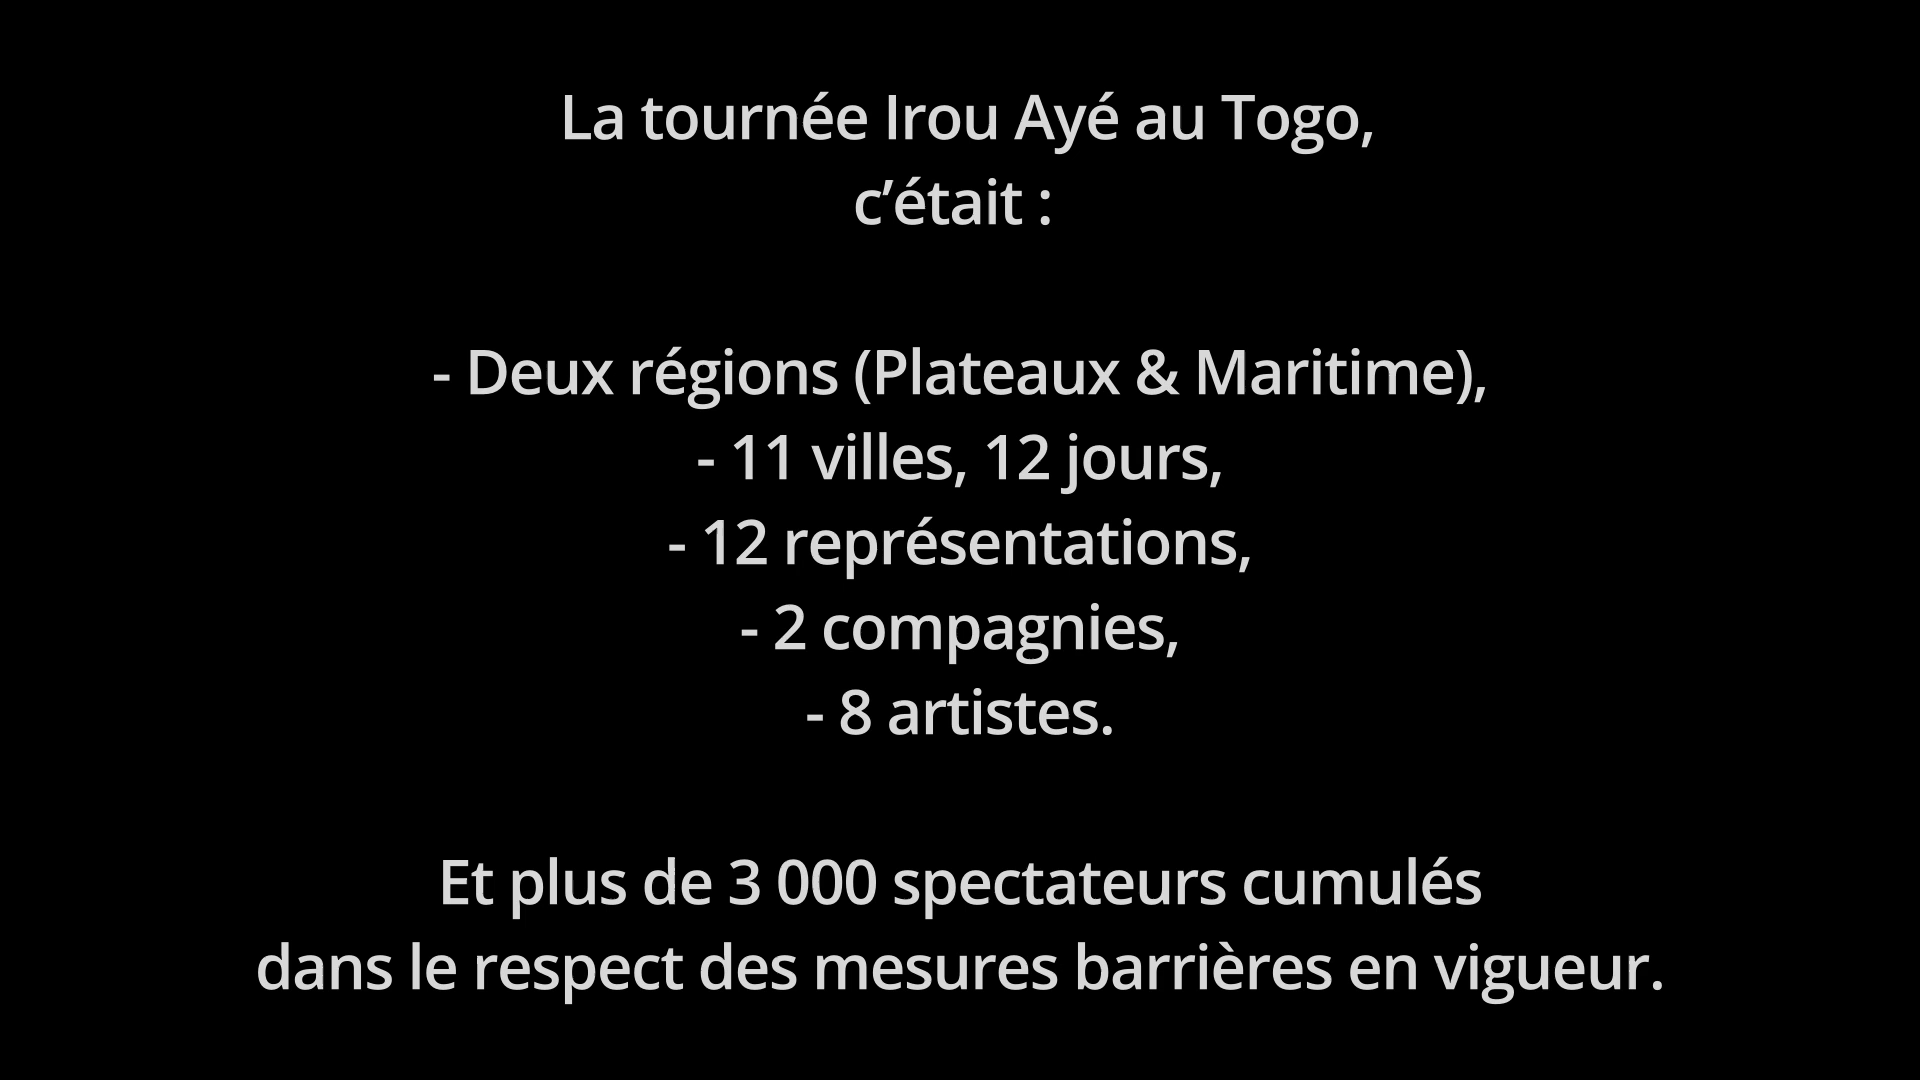 La tournée Irou Ayé au Togo,
c’était :
- Deux régions (Plateaux & Maritime),
- 11 villes, 12 jours,
- 12 représentations,
- 2 compagnies,
- 8 artistes.
Et plus de 3 000 spectateurs cumulés
dans le respect des mesures barrières en vigueur.